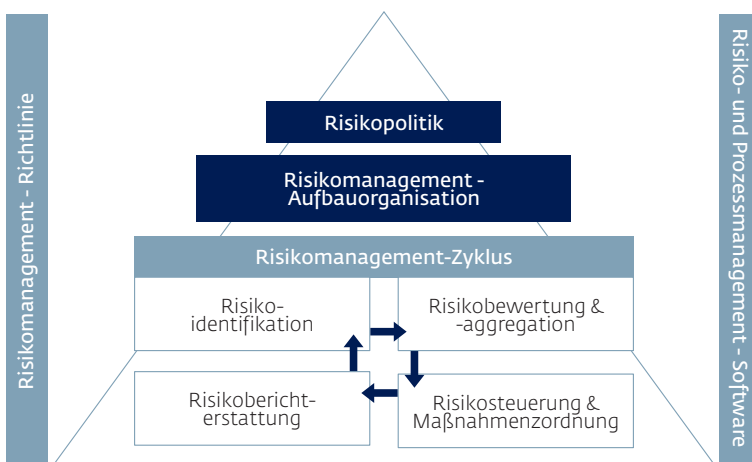 Risikomanagement - Richtlinie
Risikopolitik
Risikomanagement -
Aufbauorganisation
Risikomanagement-Zyklus
Risiko-
identifikation
Risikobewertung &
-aggregation
Risikobericht-
erstattung
Risikosteuerung &
Maßnahmenzordnung
Risiko- und Prozessmanagement - Software